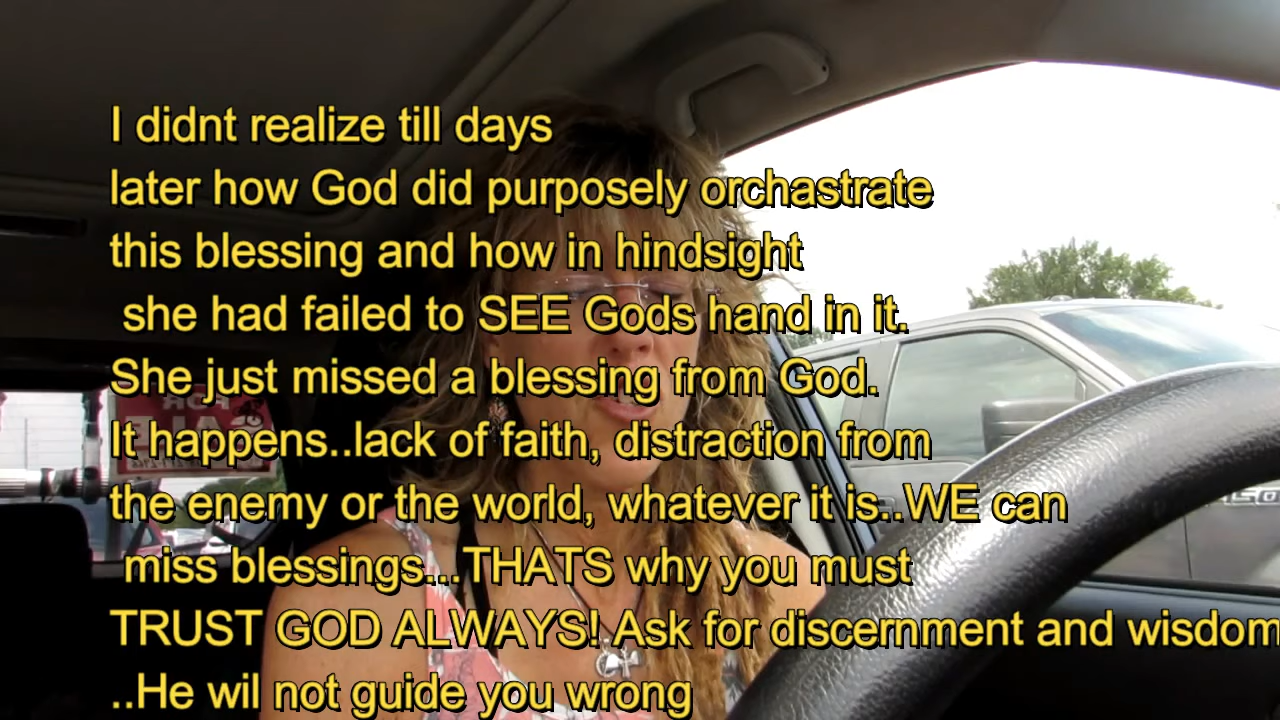 I didnt realize till days
later how God did purposely orchastrate
this blessing and how in hindsight
she had failed to SEE Gods hand in it.
She just missed a blessing from God.
It happens..lack of faith, distraction from
the enemy or the world, whatever it is..WE can
miss blessings...THATS why you must
TRUST GOD ALWAYS! Ask for discernment and wisdom
..He wil not guide you wrong
FOR